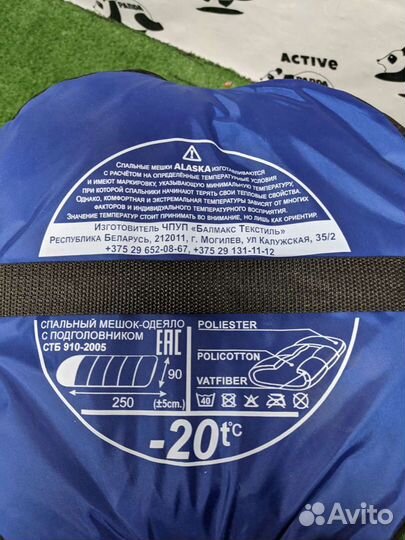 ACTIVE
PANDA
СПАЛЬНЫЕ МЕШКИ ALASKA ИЗГОТАВЛИВАЮТСЯ
С РАСЧЁТОМ НА ОПРЕДЕЛЁННЫЕ ТЕМПЕРАТУРНЫЕ УСЛОВИЯ
И ИМЕЮТ МАРКИРОВКУ, УКАЗЫВАЮЩУЮ МИНИМАЛЬНУЮ ТЕМПЕРАТУРУ,
ПРИ КОТОРОЙ СПАЛЬНИКИ НАЧИНАЮТ ТЕРЯТЬ СВОИ ТЕПЛОВЫЕ СВОЙСТВА.
ОДНАКО, КОМФОРТНАЯ И ЭКСТРЕМАЛЬНАЯ ТЕМПЕРАТУРЫ ЗАВИСЯТ ОТ МНОГИХ
ФАКТОРОВ И ИНДИВИДУАЛЬНОГО ТЕМПЕРАТУРНОГО ВОСПРИЯТИЯ.
ЗНАЧЕНИЕ ТЕМПЕРАТУР СТОИТ ПРИНИМАТЬ ВО ВНИМАНИЕ, НО ЛИШЬ КАК ОРИЕНТИР.
ИЗГОТОВИТЕЛЬ ЧПУП «БАЛМАКС ТЕКСТИЛЬ»
РЕСПУБЛИКА БЕЛАРУСЬ, 212011, Г. МОГИЛЕВ, УЛ КАЛУЖСКАЯ, 35/2
+375 29 652-08-67, +375 29 131-11-12
СПАЛЬНЫЙ МЕШОК-ОДЕЯЛО
С ПОДГОЛОВНИКОМ
СТБ 910-2005
EAC
90
250 (±5cm.)
POLIESTER
POLICOTTON
VATFIBER
40
-20t°C
Avito